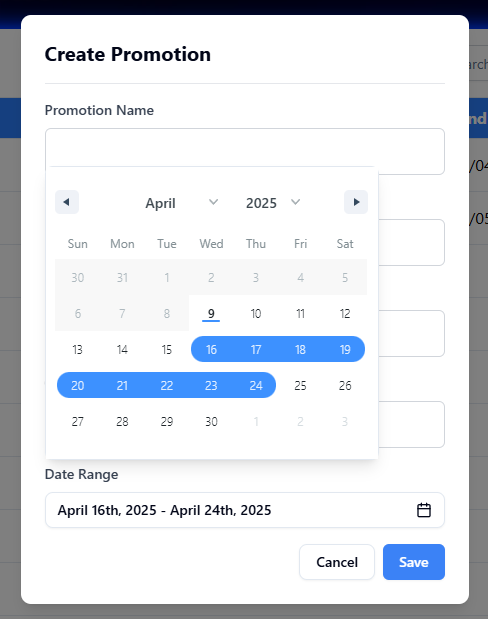 Create Promotion
Promotion Name
April 2025
Sun Mon Tue Wed Thu Fri Sat
30 31 1 2 3 4 5
6 7 8 9 10 11 12
13 14 15 16 17 18 19
20 21 22 23 24 25 26
27 28 29 30 1 2 3
Date Range
April 16th, 2025 - April 24th, 2025
Cancel Save